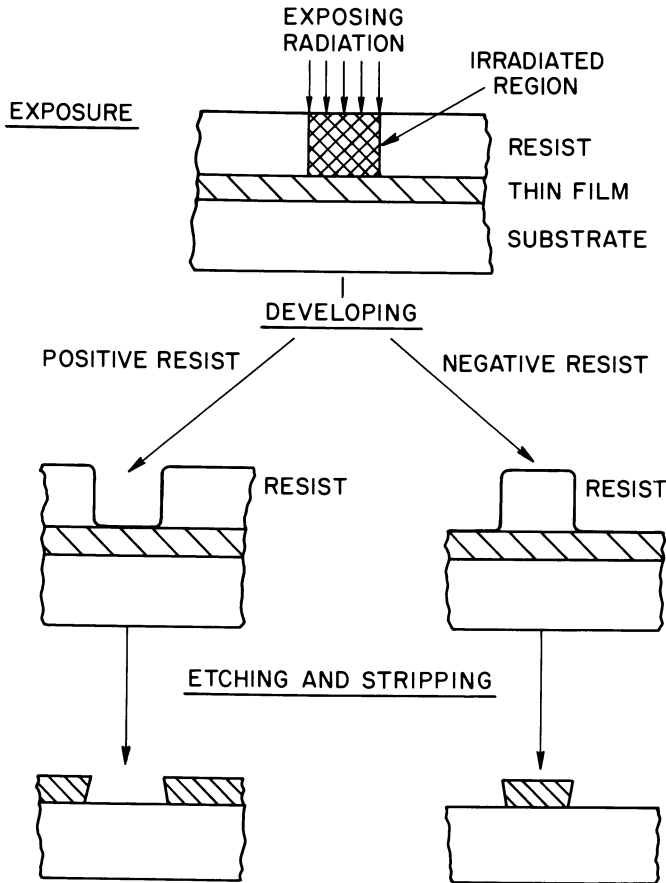 EXPOSING
RADIATION
IRRADIATED
REGION
EXPOSURE
RESIST
THIN FILM
SUBSTRATE
DEVELOPING
POSITIVE RESIST
NEGATIVE RESIST
RESIST
RESIST
ETCHING AND STRIPPING